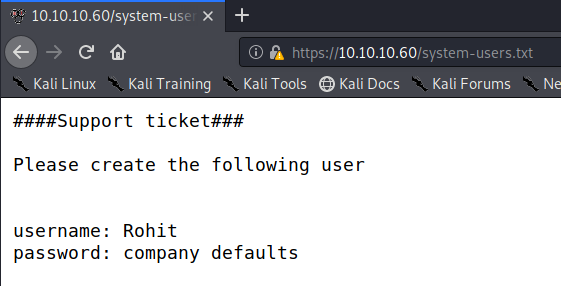 10.10.10.60/system-user
https://10.10.10.60/system-users.txt
Kali Linux
Kali Training
Kali Tools
Kali Docs
Kali Forums
Ne
####Support ticket###
Please create the following user
username: Rohit
password: company defaults